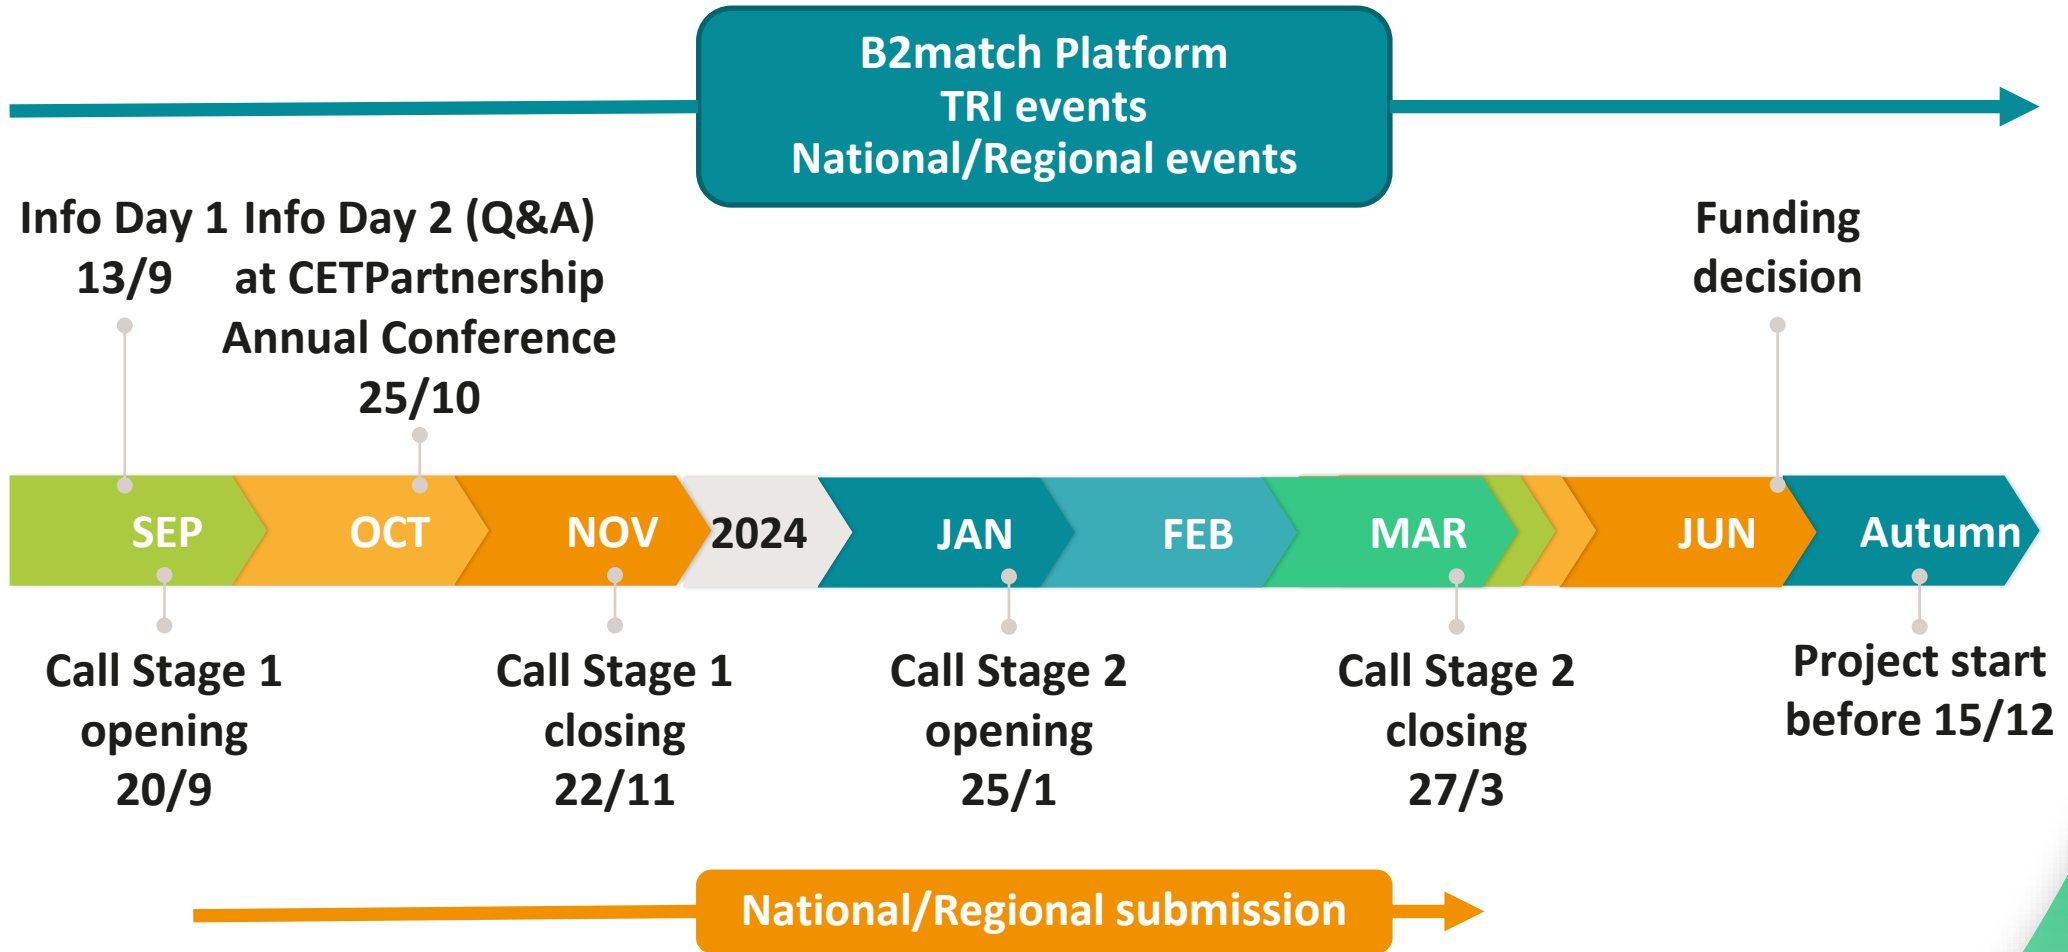 B2match Platform
TRI events
National/Regional events
Info Day 1
13/9
Info Day 2 (Q&A)
at CETPartnership
Annual Conference
25/10
Funding
decision
SEP
OCT
NOV
2024
JAN
FEB
MAR
JUN
Autumn
Call Stage 1
opening
20/9
Call Stage 1
closing
22/11
Call Stage 2
opening
25/1
Call Stage 2
closing
27/3
Project start
before 15/12
National/Regional submission